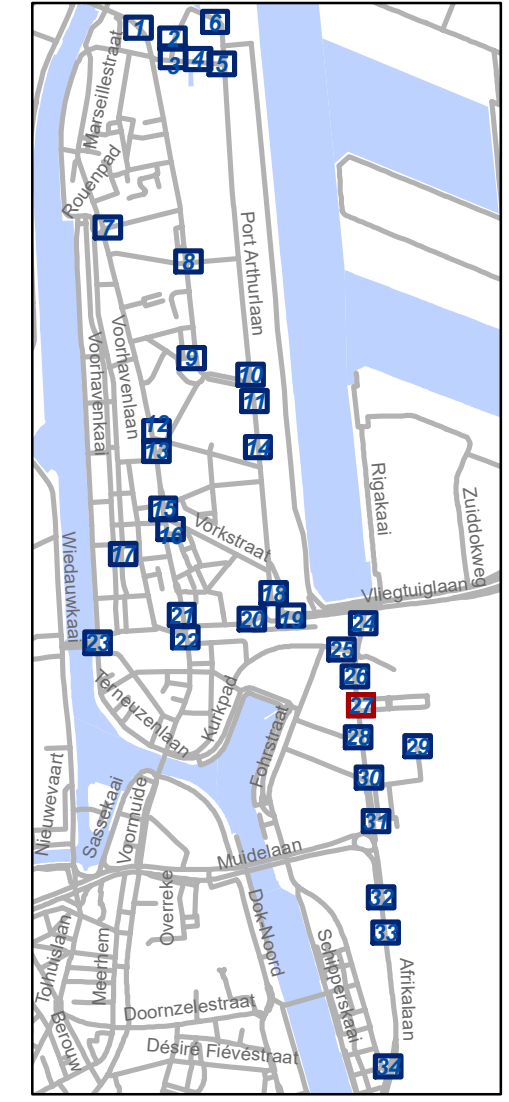 1
2
3
4
5
6
Marseillestraat
Rouenpad
7
8
Port Arthurlaan
Voorhavenlaan
Voorhavenkaai
9
10
11
12
13
14
Rigakaai
Zuiddokweg
15
16
Vorkstraat
17
Wiedauwkaai
18
19
20
21
22
23
Vliegtuiglaan
24
25
26
27
28
29
30
31
Terneuzenlaan
Kurkpad
Fohrstraat
Nieuwevaart
Sassekaai
Voormuide
Muidelaan
Overreke
32
33
Dok-Noord
Tolhuislaan
Meerhem
Schipperskaai
Afrikalaan
Doornzelestraat
Berouw
Désiré Fiévéstraat
34